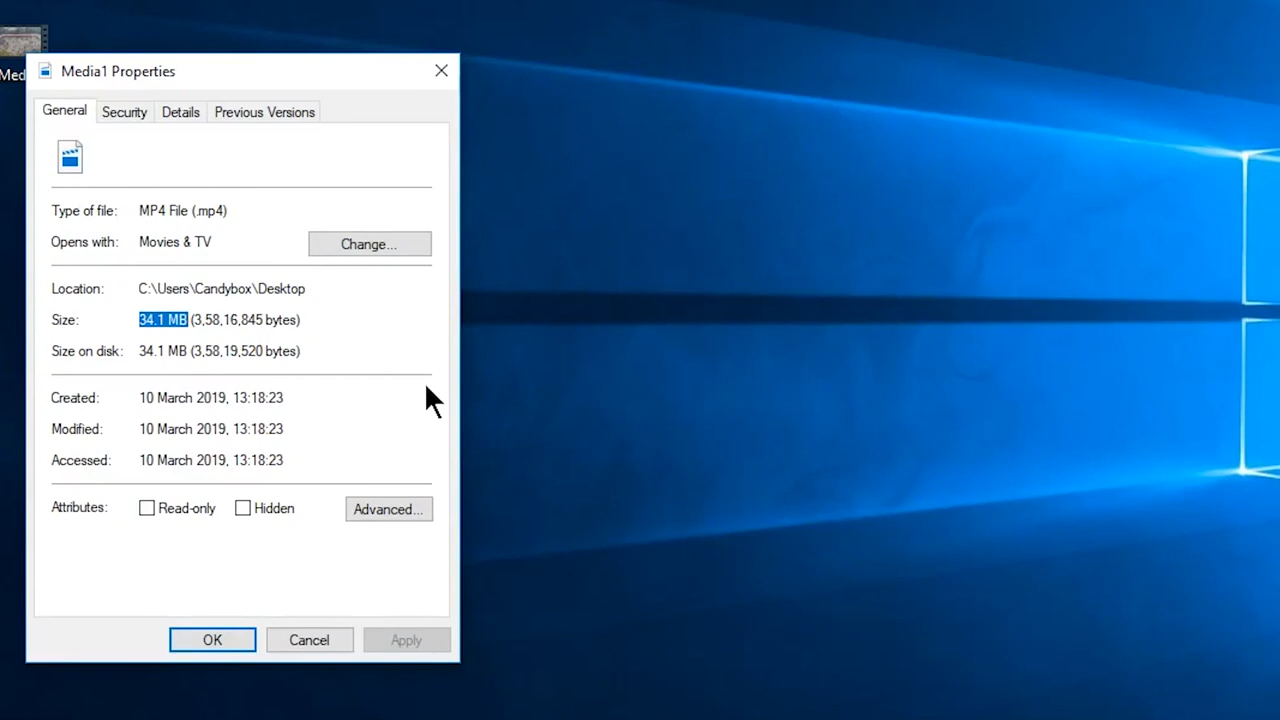 Med
Media1 Properties
General Security Details Previous Versions
Type of file: MP4 File (.mp4)
Opens with: Movies & TV Change...
Location: C:\Users\Candybox\Desktop
Size: 34.1 MB (3,58,16,845 bytes)
Size on disk: 34.1 MB (3,58,19,520 bytes)
Created: 10 March 2019, 13:18:23
Modified: 10 March 2019, 13:18:23
Accessed: 10 March 2019, 13:18:23
Attributes: Read-only Hidden Advanced...
OK Cancel Apply